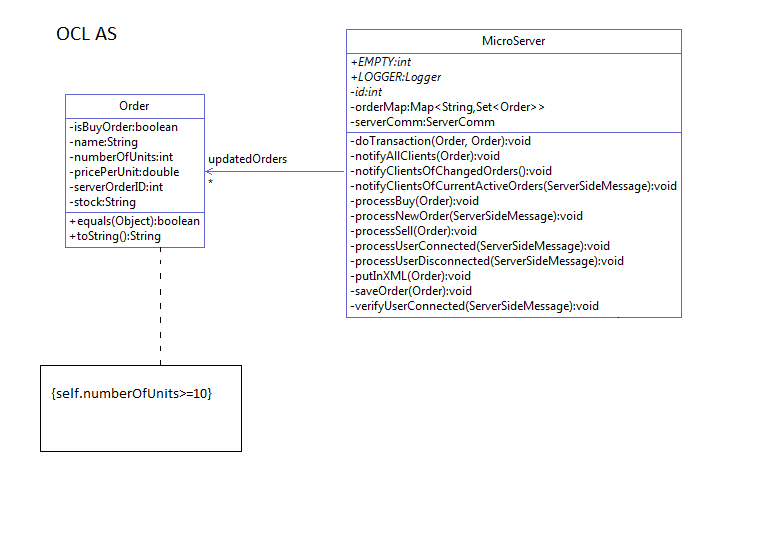 OCL AS
MicroServer
+EMPTY:int
+LOGGER:Logger
-id:int
-orderMap:Map<String,Set<Order>>
-serverComm:ServerComm
-doTransaction(Order, Order):void
-notifyAllClients(Order):void
-notifyClientsOfChangedOrders():void
-notifyClientsOfCurrentActiveOrders(ServerSideMessage):void
-processBuy(Order):void
-processNewOrder(ServerSideMessage):void
-processSell(Order):void
-processUserConnected(ServerSideMessage):void
-processUserDisconnected(ServerSideMessage):void
-putInXML(Order):void
-saveOrder(Order):void
-verifyUserConnected(ServerSideMessage):void
Order
-isBuyOrder:boolean
-name:String
-numberOfUnits:int
-pricePerUnit:double
-serverOrderID:int
-stock:String
+equals(Object):boolean
+toString():String
updatedOrders
*
{self.numberOfUnits>=10}